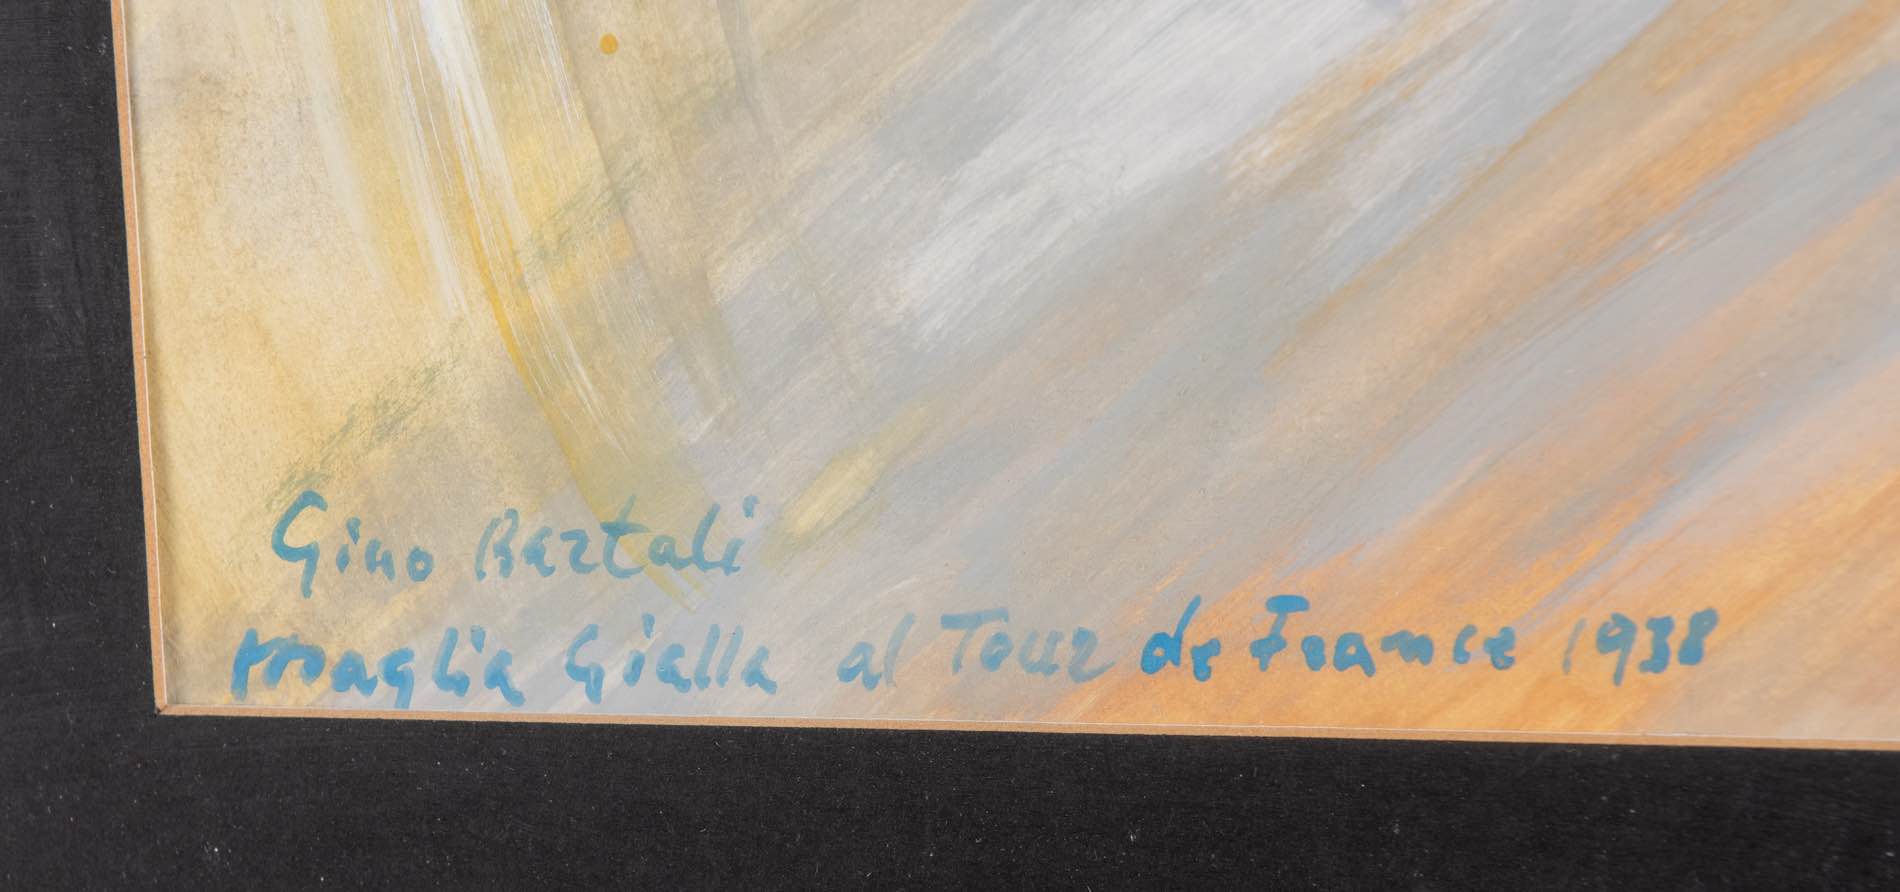 Gino Bartali
Maglia Gialla al Tour de France 1938